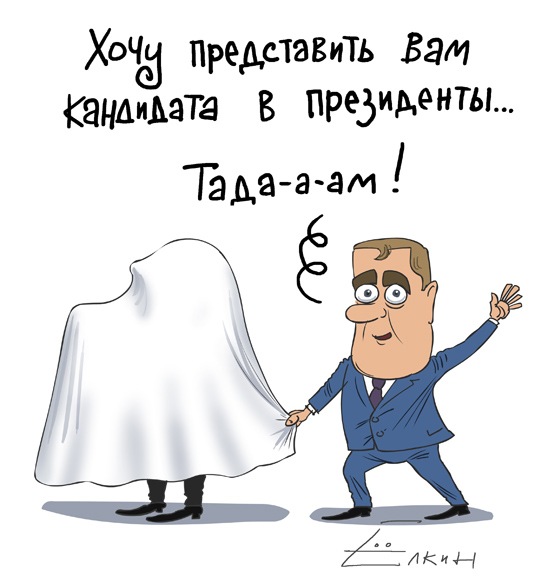 Хочу представить Вам
кандидата в президенты...
Тада-а-ам!
Ёлкин